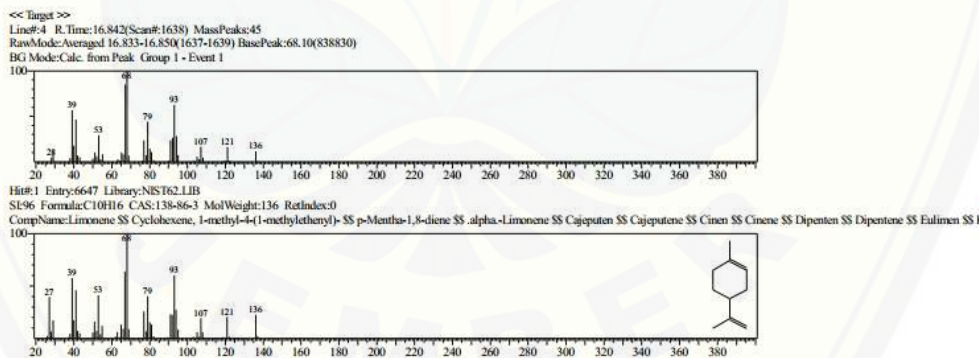 << Target >>
Line#:4 R.Time:16.842(Scan#:1638) MassPeaks:45
RawMode:Averaged 16.833-16.850(1637-1639) BasePeak:68.10(838830)
BG Mode:Calc. from Peak Group 1 - Event 1
100
68
39
93
53
79
107
121
136
28
20 40 60 80 100 120 140 160 180 200 220 240 260 280 300 320 340 360 380
Hit#:1 Entry:6647 Library:NIST62.LIB
SI:96 Formula:C10H16 CAS:138-86-3 MolWeight:136 RetIndex:0
CompName:Limonene $$ Cyclohexene, 1-methyl-4-(1-methylethenyl)- $$ p-Mentha-1,8-diene $$ .alpha.-Limonene $$ Cajeputen $$ Cajeputene $$ Cinen $$ Cinene $$ Dipenten $$ Dipentene $$ Eulimen $$
100
68
39
93
27
53
79
107
121
136
20 40 60 80 100 120 140 160 180 200 220 240 260 280 300 320 340 360 380